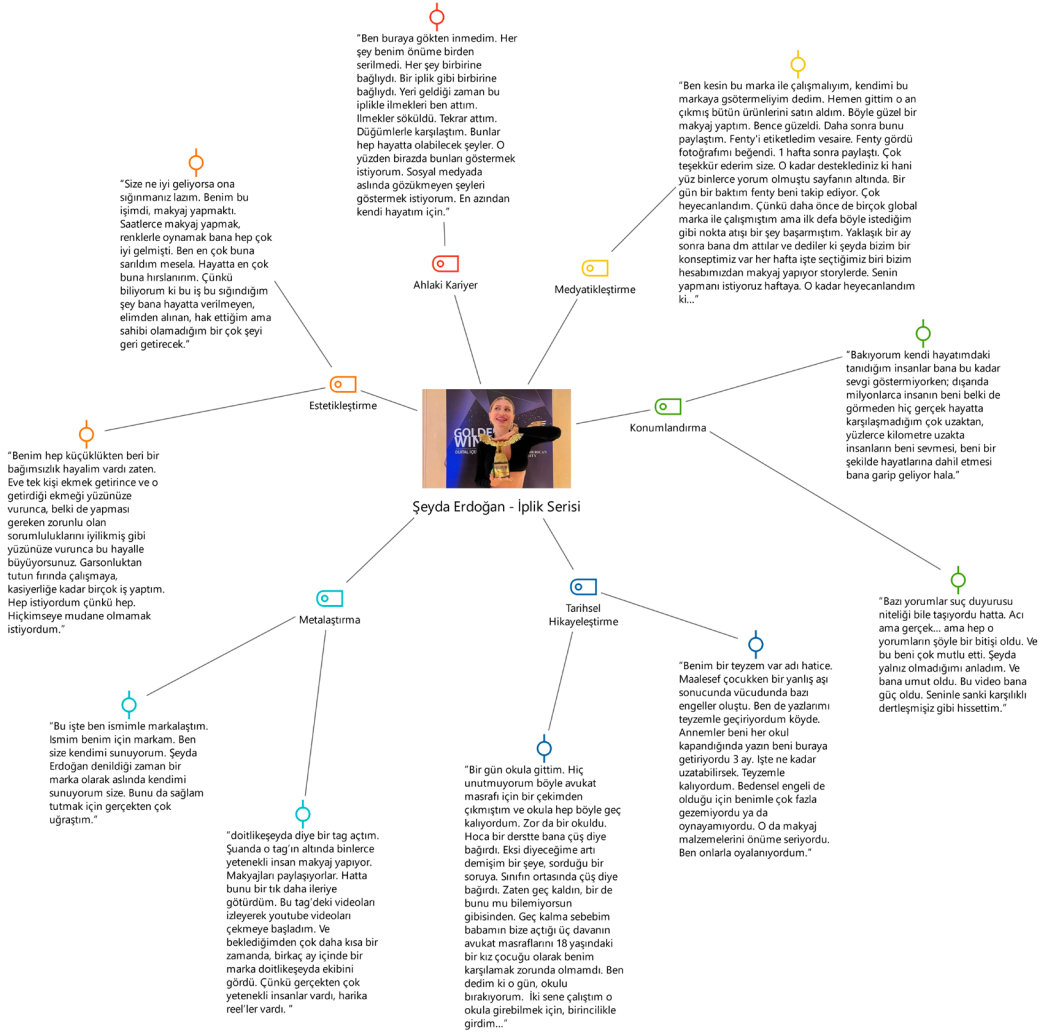 “Ben buraya gökten inmedim. Her
şey benim önüme birden
serilmedi. Her şey birbirine
bağlıydı. Bir iplik gibi birbirine
bağlıydı. Yeri geldiği zaman bu
iplikle ilmekleri ben attım.
Ilmekler söküldü. Tekrar attım.
Düğümlerle karşılaştım. Bunlar
hep hayatta olabilecek şeyler. O
yüzden birazda bunları göstermek
istiyorum. Sosyal medyada
aslında gözükmeyen şeyleri
göstermek istiyorum. En azından
kendi hayatım için.”
Ahlaki Kariyer
“Ben kesin bu marka ile çalışmalıyım, kendimi bu
markaya gsötermeliyim dedim. Hemen gittim o an
çıkmış bütün ürünlerini satın aldım. Böyle güzel bir
makyaj yaptım. Bence güzeldi. Daha sonra bunu
paylaştım. Fenty'i etiketledim vesaire. Fenty gördü
fotoğrafımı beğendi. 1 hafta sonra paylaştı. Çok
teşekkür ederim size. O kadar desteklediniz ki hani
yüz binlerce yorum olmuştu sayfanın altında. Bir
gün bir baktım fenty beni takip ediyor. Çok
heyecanlandım. Çünkü daha önce de birçok global
marka ile çalışmıştım ama ilk defa böyle istediğim
gibi nokta atışı bir şey başarmıştım. Yaklaşık bir ay
sonra bana dm attılar ve dediler ki şeyda bizim bir
konseptimiz var her hafta işte seçtiğimiz biri bizim
hesabımızdan makyaj yapıyor storylerde. Senin
yapmanı istiyoruz haftaya. O kadar heyecanlandım
ki...”
Medyatikleştirme
“Size ne iyi geliyorsa ona
sığınmanız lazım. Benim bu
işimdi, makyaj yapmaktı.
Saatlerce makyaj yapmak,
renklerle oynamak bana hep çok
iyi gelmişti. Ben en çok buna
sarıldım mesela. Hayatta en çok
buna hırslanırım. Çünkü
biliyorum ki bu iş bu sığındığım
şey bana hayatta verilmeyen,
elimden alınan, hak ettiğim ama
sahibi olamadığım bir çok şeyi
geri getirecek.”
Estetikleştirme
“Bakıyorum kendi hayatımdaki
tanıdığım insanlar bana bu kadar
sevgi göstermiyorken; dışarıda
milyonlarca insanın beni belki de
görmeden hiç gerçek hayatta
karşılaşmadığım çok uzaktan,
yüzlerce kilometre uzakta
insanların beni sevmesi, beni bir
şekilde hayatlarına dahil etmesi
bana garip geliyor hala.”
Konumlandırma
GOLDEN
WIN
“Benim hep küçüklükten beri bir
bağımsızlık hayalim vardı zaten.
Eve tek kişi ekmek getirince ve o
getirdiği ekmeği yüzünüze
vurunca, belki de yapması
gereken zorunlu olan
sorumluluklarını iyilikmiş gibi
yüzünüze vurunca bu hayalle
büyüyorsunuz. Garsonluktan
tutun fırında çalışmaya,
kasiyerliğe kadar birçok iş yaptım.
Hep istiyordum çünkü hep.
Hiçkimseye mudane olmamak
istiyordum.”
Şeyda Erdoğan - İplik Serisi
“Bazı yorumlar suç duyurusu
niteliği bile taşıyordu hatta. Acı
ama gerçek... ama hep o
yorumların şöyle bir bitişi oldu. Ve
bu beni çok mutlu etti. Şeyda
yalnız olmadığımı anladım. Ve
bana umut oldu. Bu video bana
güç oldu. Seninle sanki karşılıklı
dertleşmişiz gibi hissettim.”
Metalaştırma
Tarihsel
Hikayeleştirme
“Benim bir teyzem var adı hatice.
Maalesef çocukken bir yanlış aşı
sonucunda vücudunda bazı
engeller oluştu. Ben de yazlarımı
teyzemle geçiriyordum köyde.
Annemler beni her okul
kapandığında yazın beni buraya
getiriyordu 3 ay. Işte ne kadar
uzatabilirsek. Teyzemle
kalıyordum. Bedensel engeli de
olduğu için benimle çok fazla
gezemiyordu ya da
oynayamıyordu. O da makyaj
malzemelerini önüme seriyordu.
Ben onlarla oyalanıyordum.”
“Bu işte ben ismimle markalaştım.
Ismim benim için markam. Ben
size kendimi sunuyorum. Şeyda
Erdoğan denildiği zaman bir
marka olarak aslında kendimi
sunuyorum size. Bunu da sağlam
tutmak için gerçekten çok
uğraştım.”
“doitlikeşeyda diye bir tag açtım.
Şuanda o tag’ın altında binlerce
yetenekli insan makyaj yapıyor.
Makyajları paylaşıyorlar. Hatta
bunu bir tık daha ileriye
götürdüm. Bu tag’deki videoları
izleyerek youtube videoları
çekmeye başladım. Ve
beklediğimden çok daha kısa bir
zamanda, birkaç ay içinde bir
marka doitlikeşeyda ekibini
gördü. Çünkü gerçekten çok
yetenekli insanlar vardı, harika
reel’ler vardı. ”
“Bir gün okula gittim. Hiç
unutmuyorum böyle avukat
masrafı için bir çekimden
çıkmıştım ve okula hep böyle geç
kalıyordum. Zor da bir okuldu.
Hoca bir derstte bana çüş diye
bağırdı. Eksi diyeceğime artı
demişim bir şeye, sorduğu bir
soruya. Sınıfın ortasında çüş diye
bağırdı. Zaten geç kaldın, bir de
bunu mu bilemiyorsun
gibisinden. Geç kalma sebebim
babamın bize açtığı üç davanın
avukat masraflarını 18 yaşındaki
bir kız çocuğu olarak benim
karşılamak zorunda olmamdı. Ben
dedim ki o gün, okulu
bırakıyorum. İki sene çalıştım o
okula girebilmek için, birincilikle
girdim...”